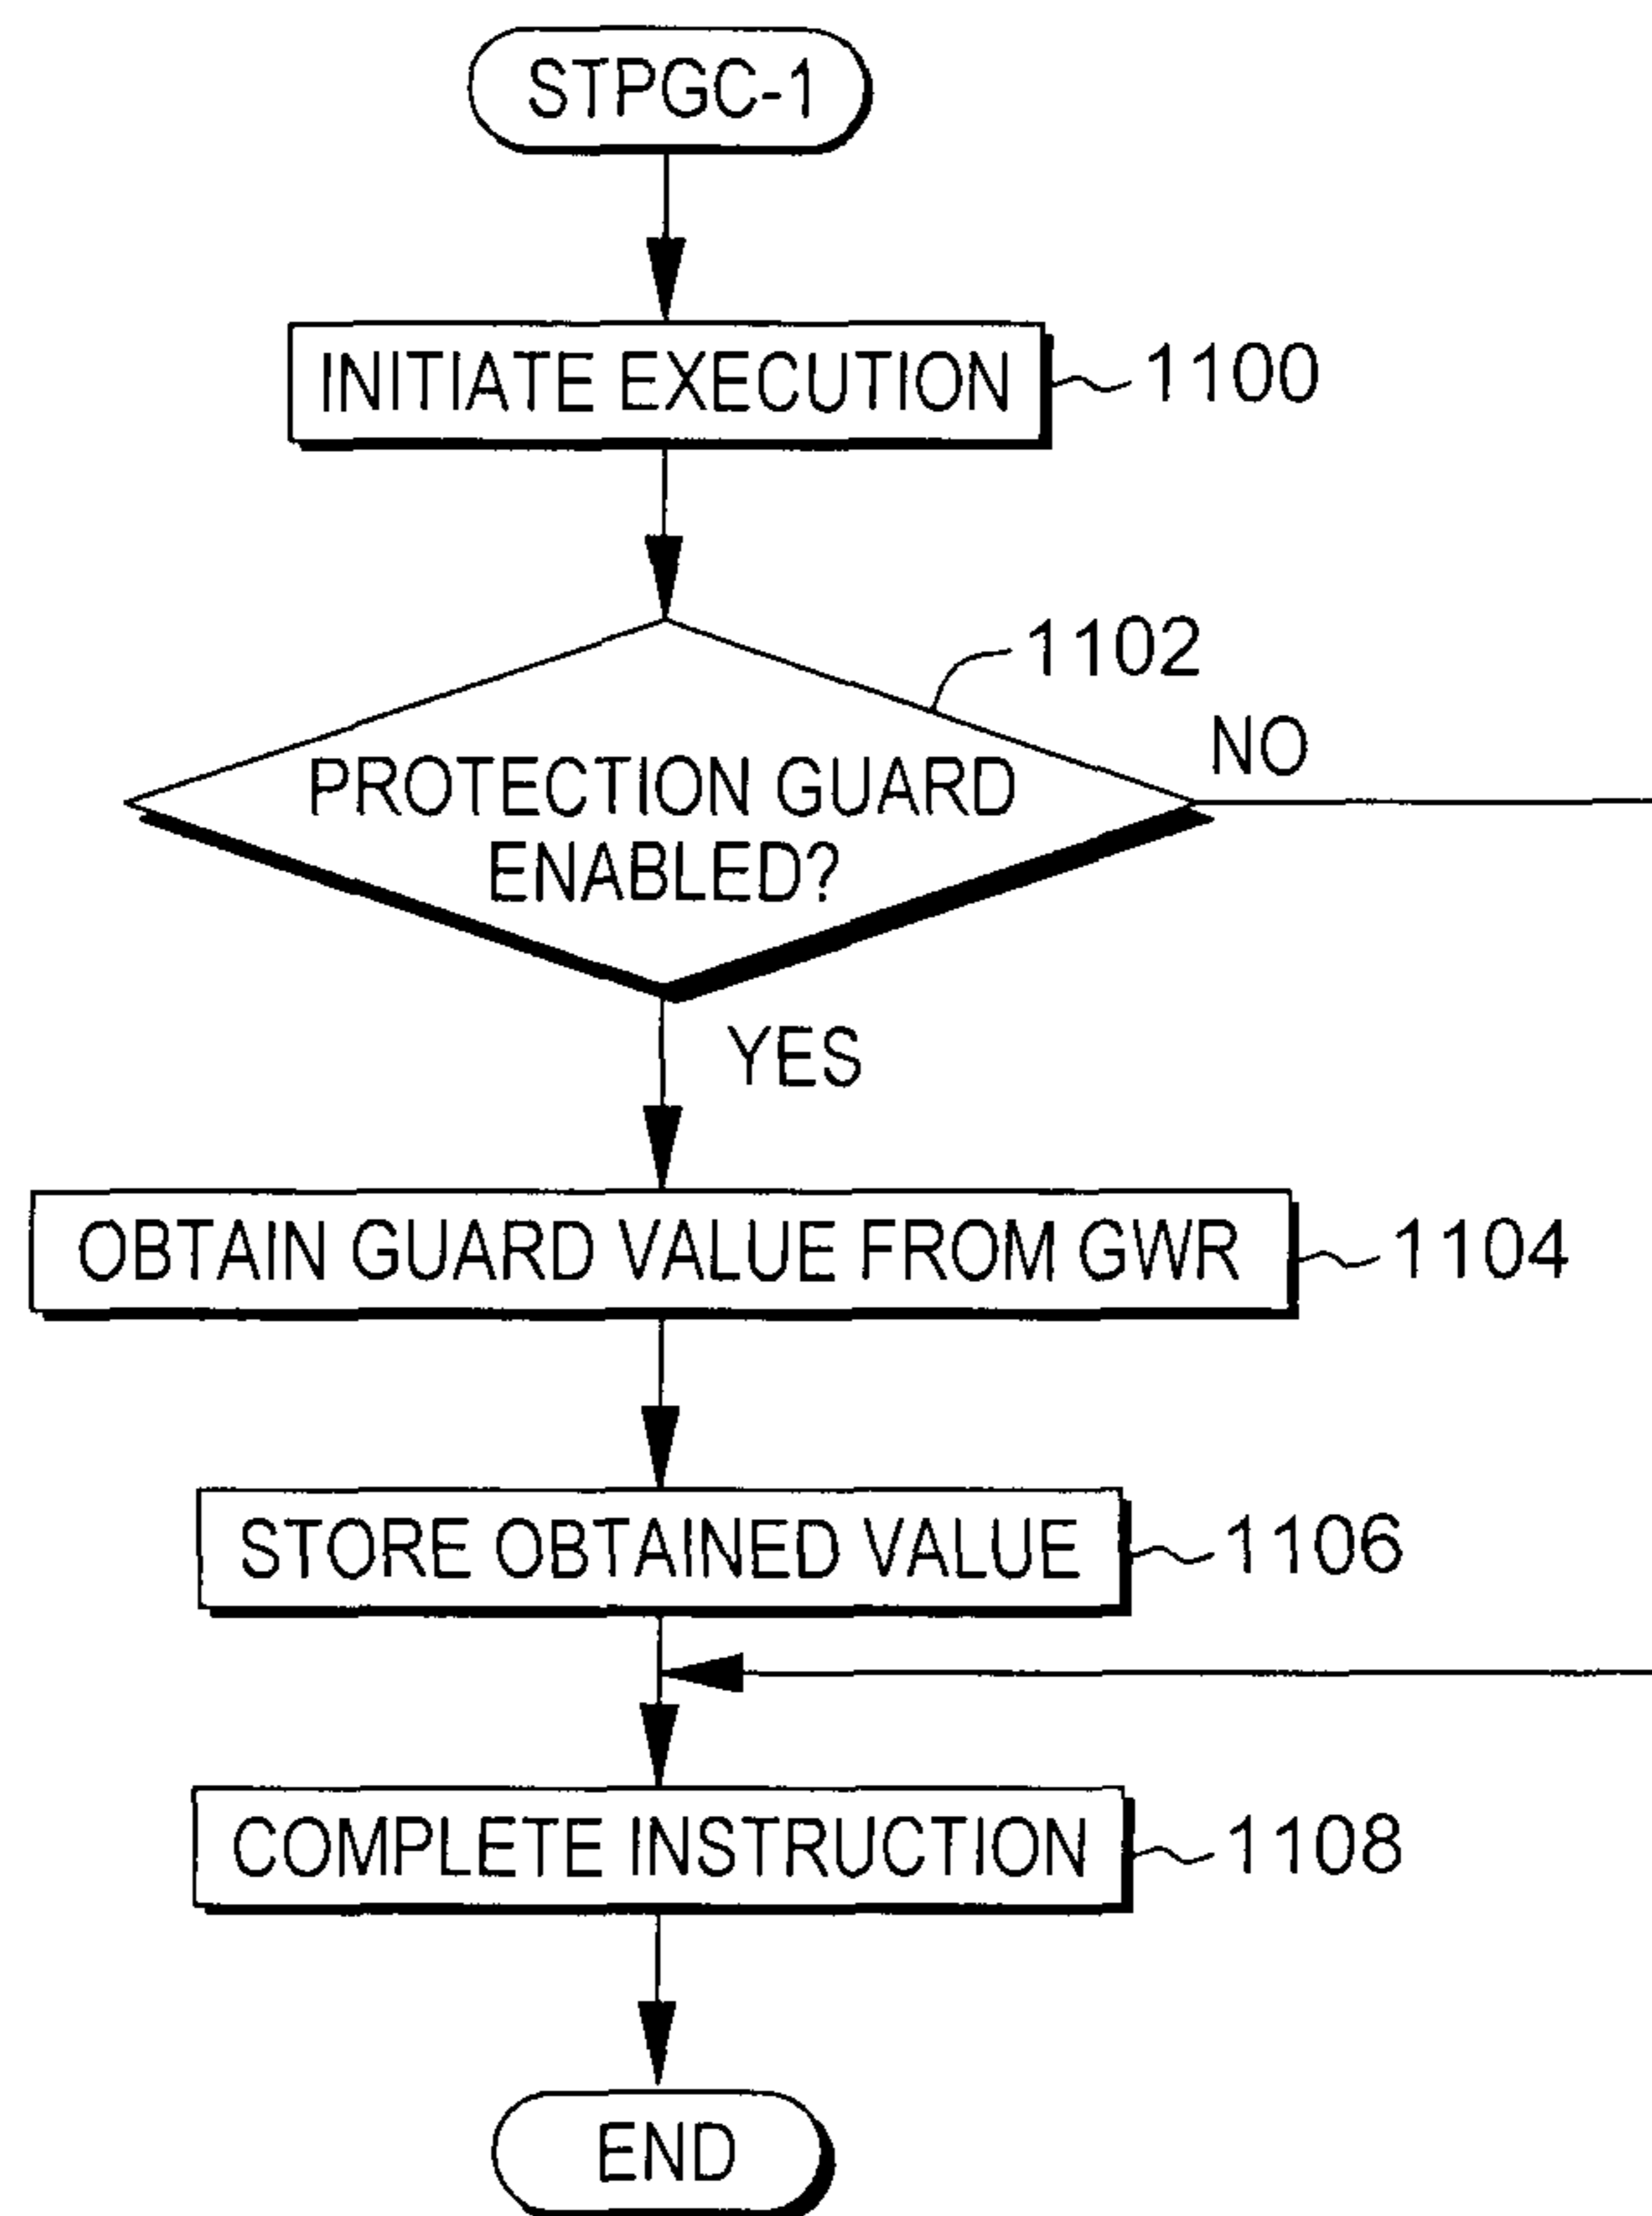 STPGC-1
INITIATE EXECUTION
1100
1102
NO
PROTECTION GUARD
ENABLED?
YES
OBTAIN GUARD VALUE FROM GWR
1104
STORE OBTAINED VALUE
1106
COMPLETE INSTRUCTION
1108
END